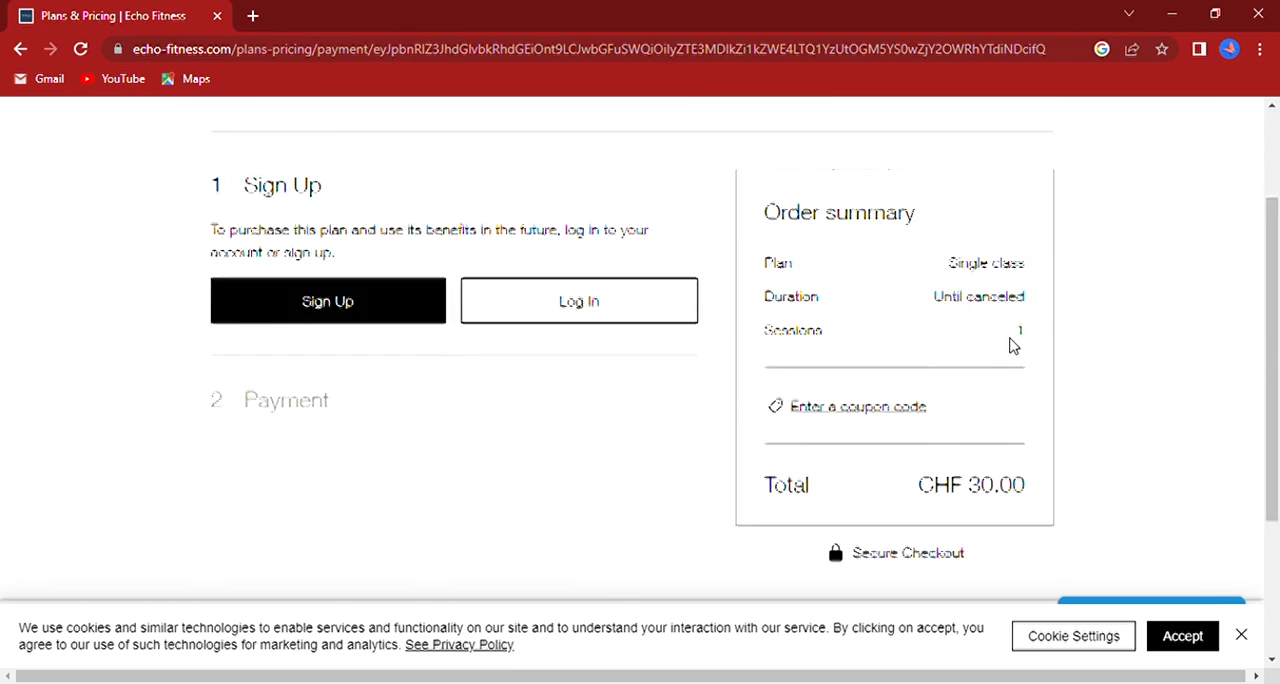 Plans & Pricing | Echo Fitness
echo-fitness.com/plans-pricing/payment/
Gmail YouTube Maps
1 Sign Up
To purchase this plan and use its benefits in the future, log in to your
account or sign up.
Sign Up Log In
2 Payment
Order summary
Plan Single class
Duration Until canceled
Sessions 1
Enter a coupon code
Total CHF 30.00
Secure Checkout
We use cookies and similar technologies to enable services and functionality on our site and to understand your interaction with our service. By clicking on accept, you
agree to our use of such technologies for marketing and analytics. See Privacy Policy
Cookie Settings Accept